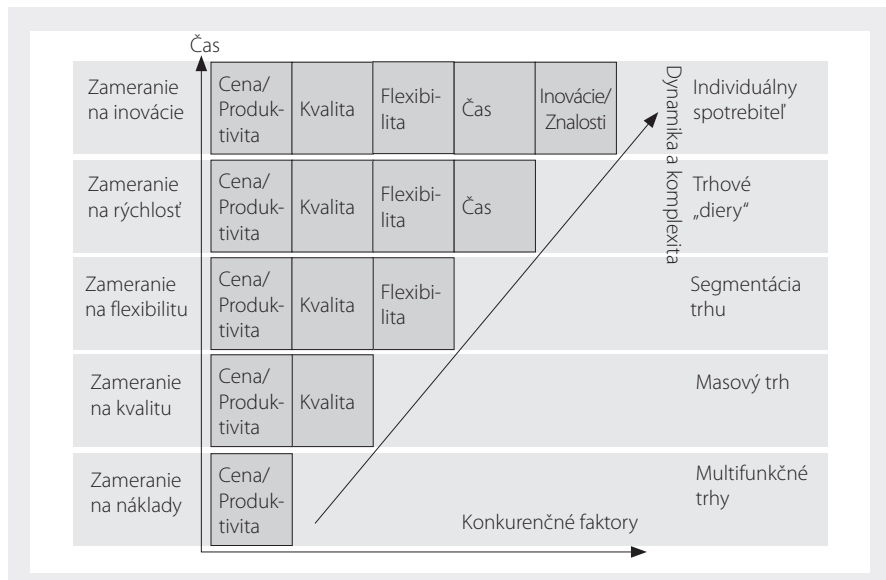 Čas
Zameranie
na inovácie
Cena/
Produk-
tivita
Kvalita
Flexibi-
lita
Čas
Inovácie/
Znalosti
Dynamika a komplexita
Individuálny
spotrebiteľ
Zameranie
na rýchlosť
Cena/
Produk-
tivita
Kvalita
Flexibi-
lita
Čas
Trhové
„diery“
Zameranie
na flexibilitu
Cena/
Produk-
tivita
Kvalita
Flexibi-
lita
Segmentácia
trhu
Zameranie
na kvalitu
Cena/
Produk-
tivita
Kvalita
Masový trh
Zameranie
na náklady
Cena/
Produk-
tivita
Multifunkčné
trhy
Konkurenčné faktory